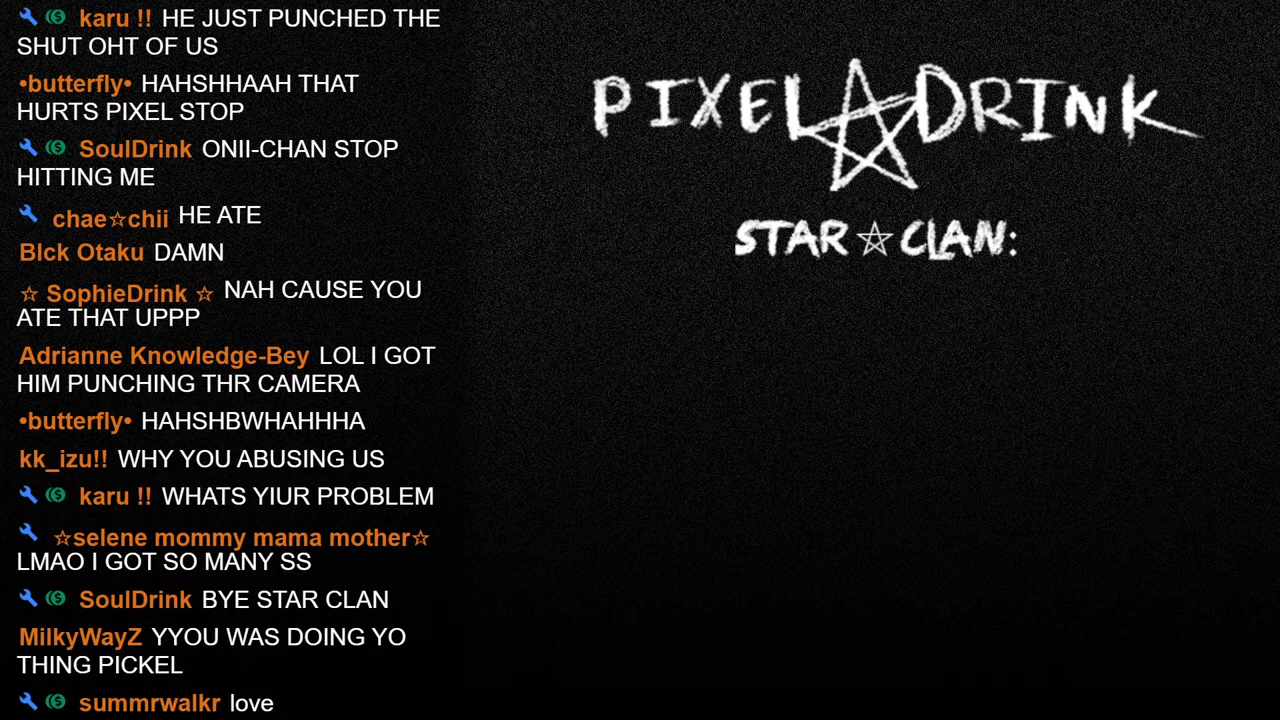 karu !! HE JUST PUNCHED THE
SHUT OHT OF US
•butterfly• HAHSHHAAH THAT
HURTS PIXEL STOP
SoulDrink ONII-CHAN STOP
HITTING ME
chae☆chii HE ATE
Blck Otaku DAMN
☆ SophieDrink ☆ NAH CAUSE YOU
ATE THAT UPPP
Adrianne Knowledge-Bey LOL I GOT
HIM PUNCHING THR CAMERA
•butterfly• HAHSHBWHAHHHA
kk_izu!! WHY YOU ABUSING US
karu !! WHATS YIUR PROBLEM
☆selene mommy mama mother☆
LMAO I GOT SO MANY SS
SoulDrink BYE STAR CLAN
MilkyWayZ YYOU WAS DOING YO
THING PICKEL
summrwalkr love
PIXEL☆DRINK
STAR☆CLAN: